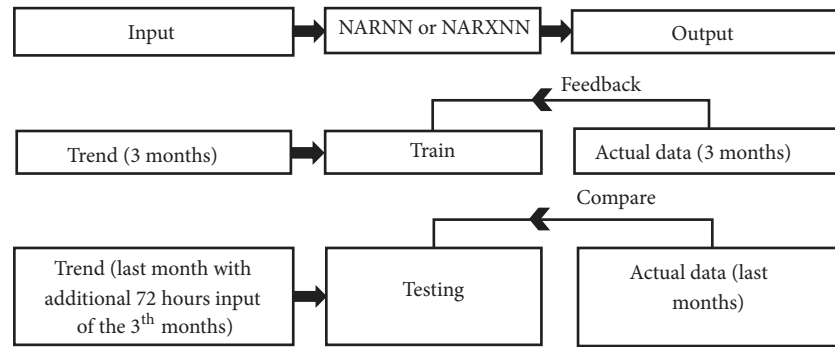 Input
NARNN or NARXNN
Output
Feedback
Trend (3 months)
Train
Actual data (3 months)
Compare
Trend (last month with
additional 72 hours input
of the 3th months)
Testing
Actual data (last
months)